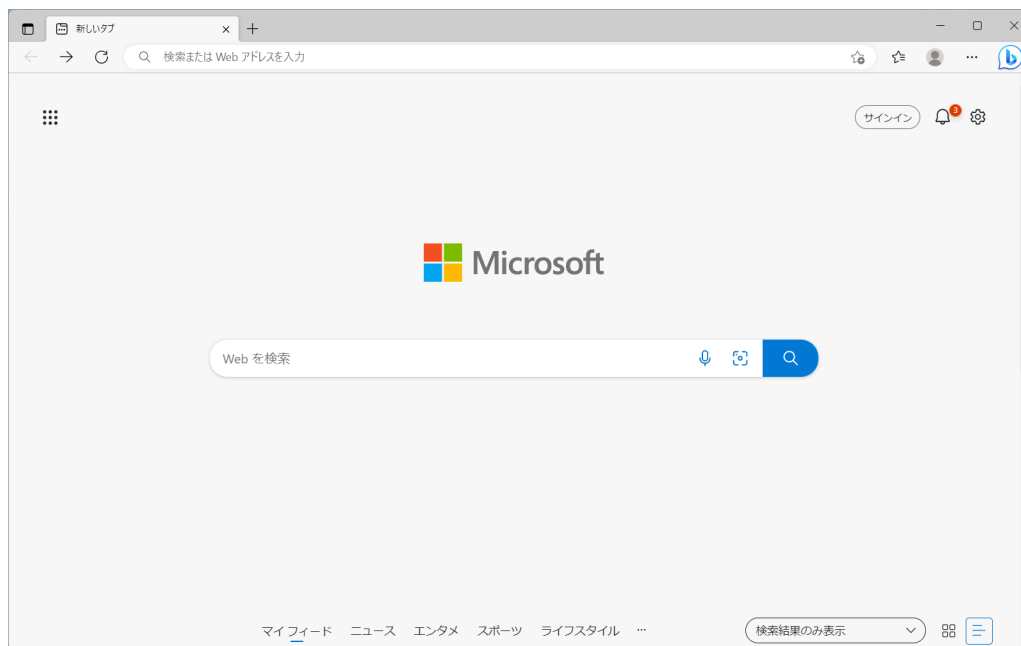 新しいタブ
検索または Web アドレスを入力
サインイン
3
Microsoft
Web を検索
マイ フィード ニュース エンタメ スポーツ ライフスタイル ... 検索結果のみ表示